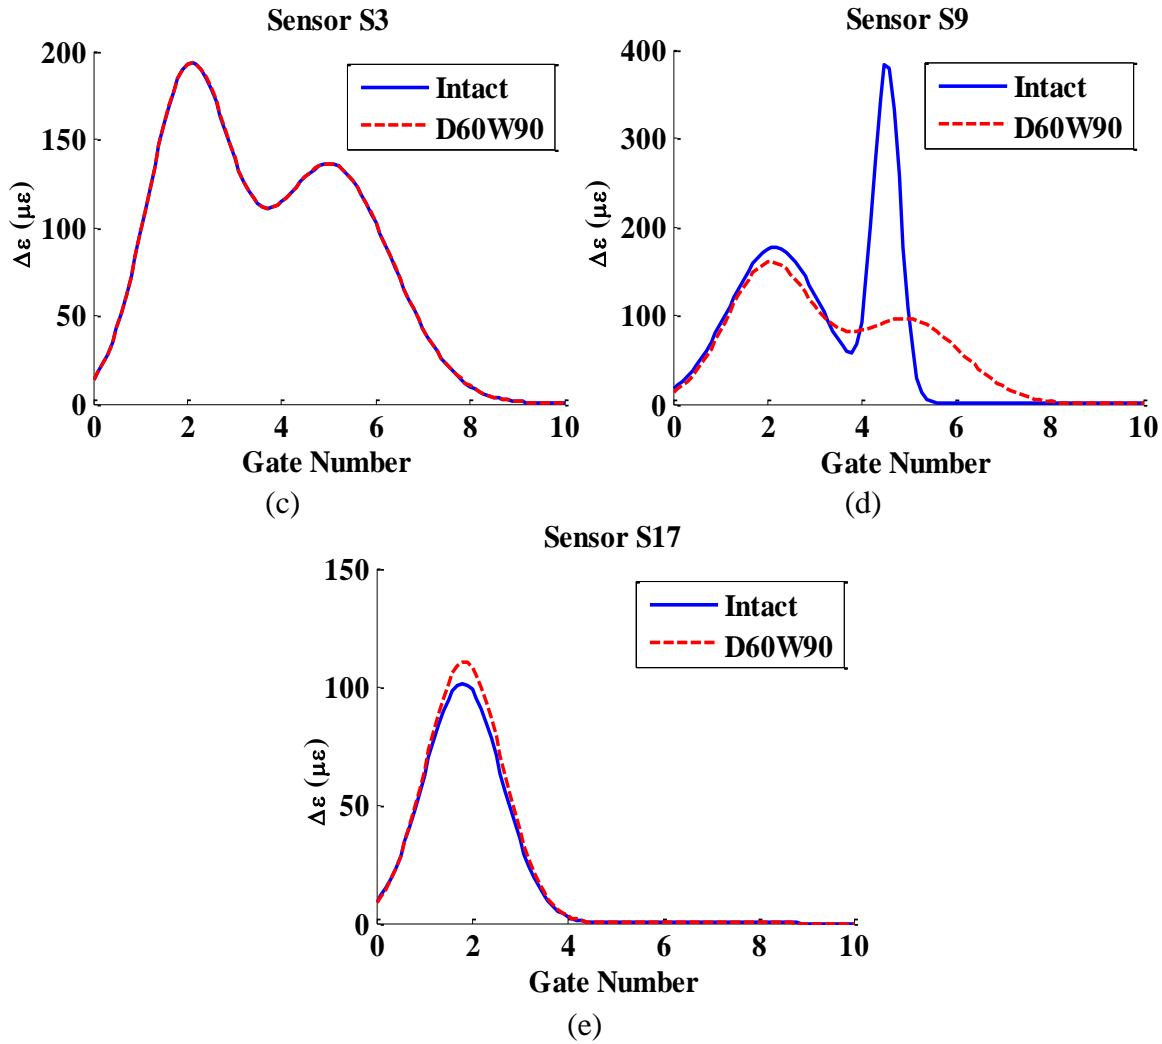 Sensor S3
200
150
100
50
0
Δε (με)
Intact
D60W90
0 2 4 6 8 10
Gate Number
(c)
Sensor S9
400
300
200
100
0
Δε (με)
Intact
D60W90
0 2 4 6 8 10
Gate Number
(d)
Sensor S17
150
100
50
0
Δε (με)
Intact
D60W90
0 2 4 6 8 10
Gate Number
(e)